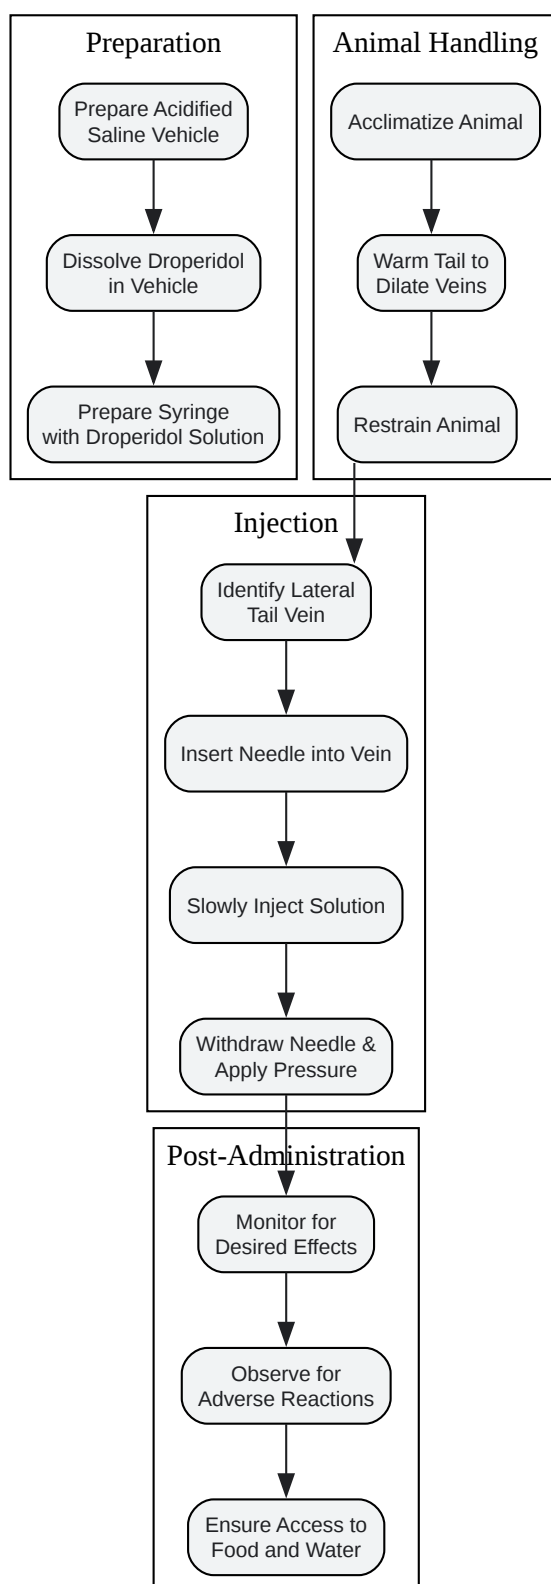 Preparation
Prepare Acidified
Saline Vehicle
Dissolve Droperidol
in Vehicle
Prepare Syringe
with Droperidol Solution
Animal Handling
Acclimatize Animal
Warm Tail to
Dilate Veins
Restrain Animal
Injection
Identify Lateral
Tail Vein
Insert Needle into Vein
Slowly Inject Solution
Withdraw Needle &
Apply Pressure
Post-Administration
Monitor for
Desired Effects
Observe for
Adverse Reactions
Ensure Access to
Food and Water